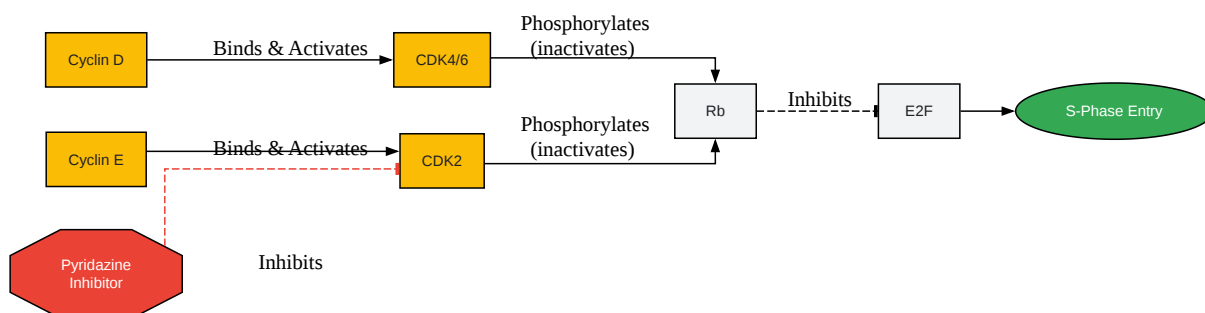 Phosphorylates
(inactivates)
Cyclin D
Binds & Activates
CDK4/6
Rb
Inhibits
E2F
S-Phase Entry
Phosphorylates
(inactivates)
Cyclin E
Binds & Activates
CDK2
Pyridazine
Inhibitor
Inhibits